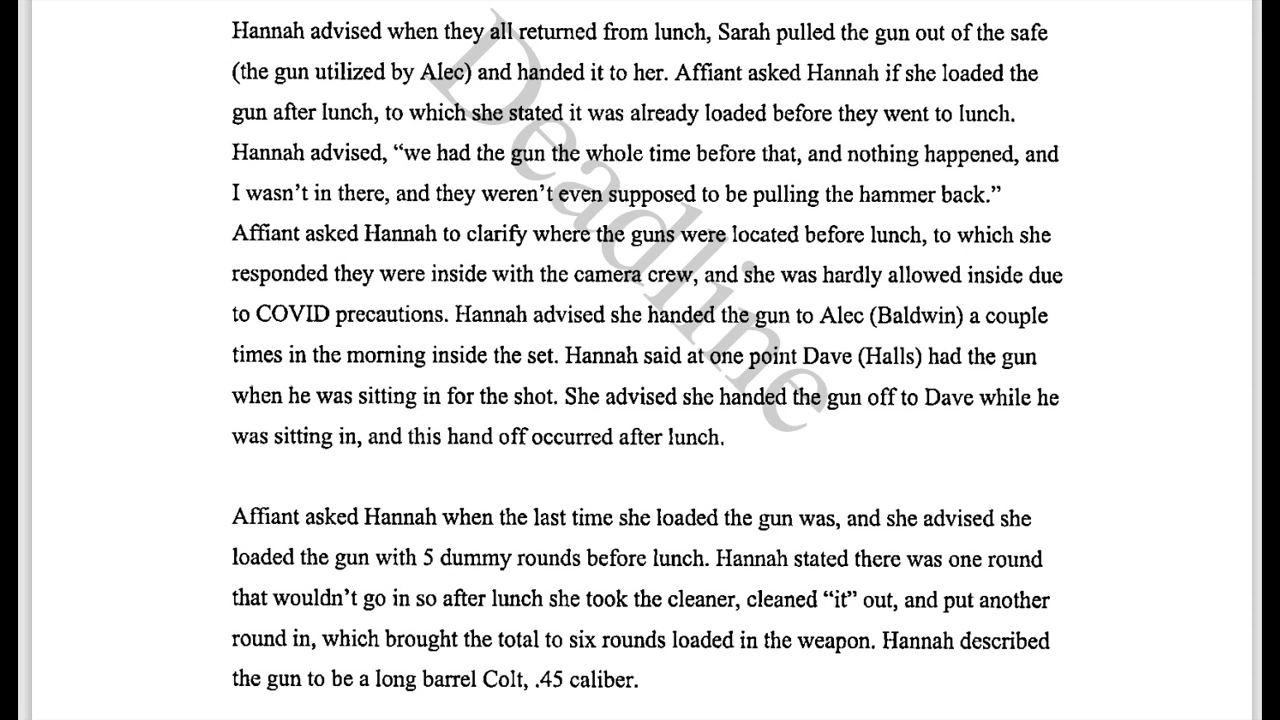 Hannah advised when they all returned from lunch, Sarah pulled the gun out of the safe
(the gun utilized by Alec) and handed it to her. Affiant asked Hannah if she loaded the
gun after lunch, to which she stated it was already loaded before they went to lunch.
Hannah advised, “we had the gun the whole time before that, and nothing happened, and
I wasn’t in there, and they weren’t even supposed to be pulling the hammer back.”
Affiant asked Hannah to clarify where the guns were located before lunch, to which she
responded they were inside with the camera crew, and she was hardly allowed inside due
to COVID precautions. Hannah advised she handed the gun to Alec (Baldwin) a couple
times in the morning inside the set. Hannah said at one point Dave (Halls) had the gun
when he was sitting in for the shot. She advised she handed the gun off to Dave while he
was sitting in, and this hand off occurred after lunch.
Affiant asked Hannah when the last time she loaded the gun was, and she advised she
loaded the gun with 5 dummy rounds before lunch. Hannah stated there was one round
that wouldn’t go in so after lunch she took the cleaner, cleaned “it” out, and put another
round in, which brought the total to six rounds loaded in the weapon. Hannah described
the gun to be a long barrel Colt, .45 caliber.
Deadline